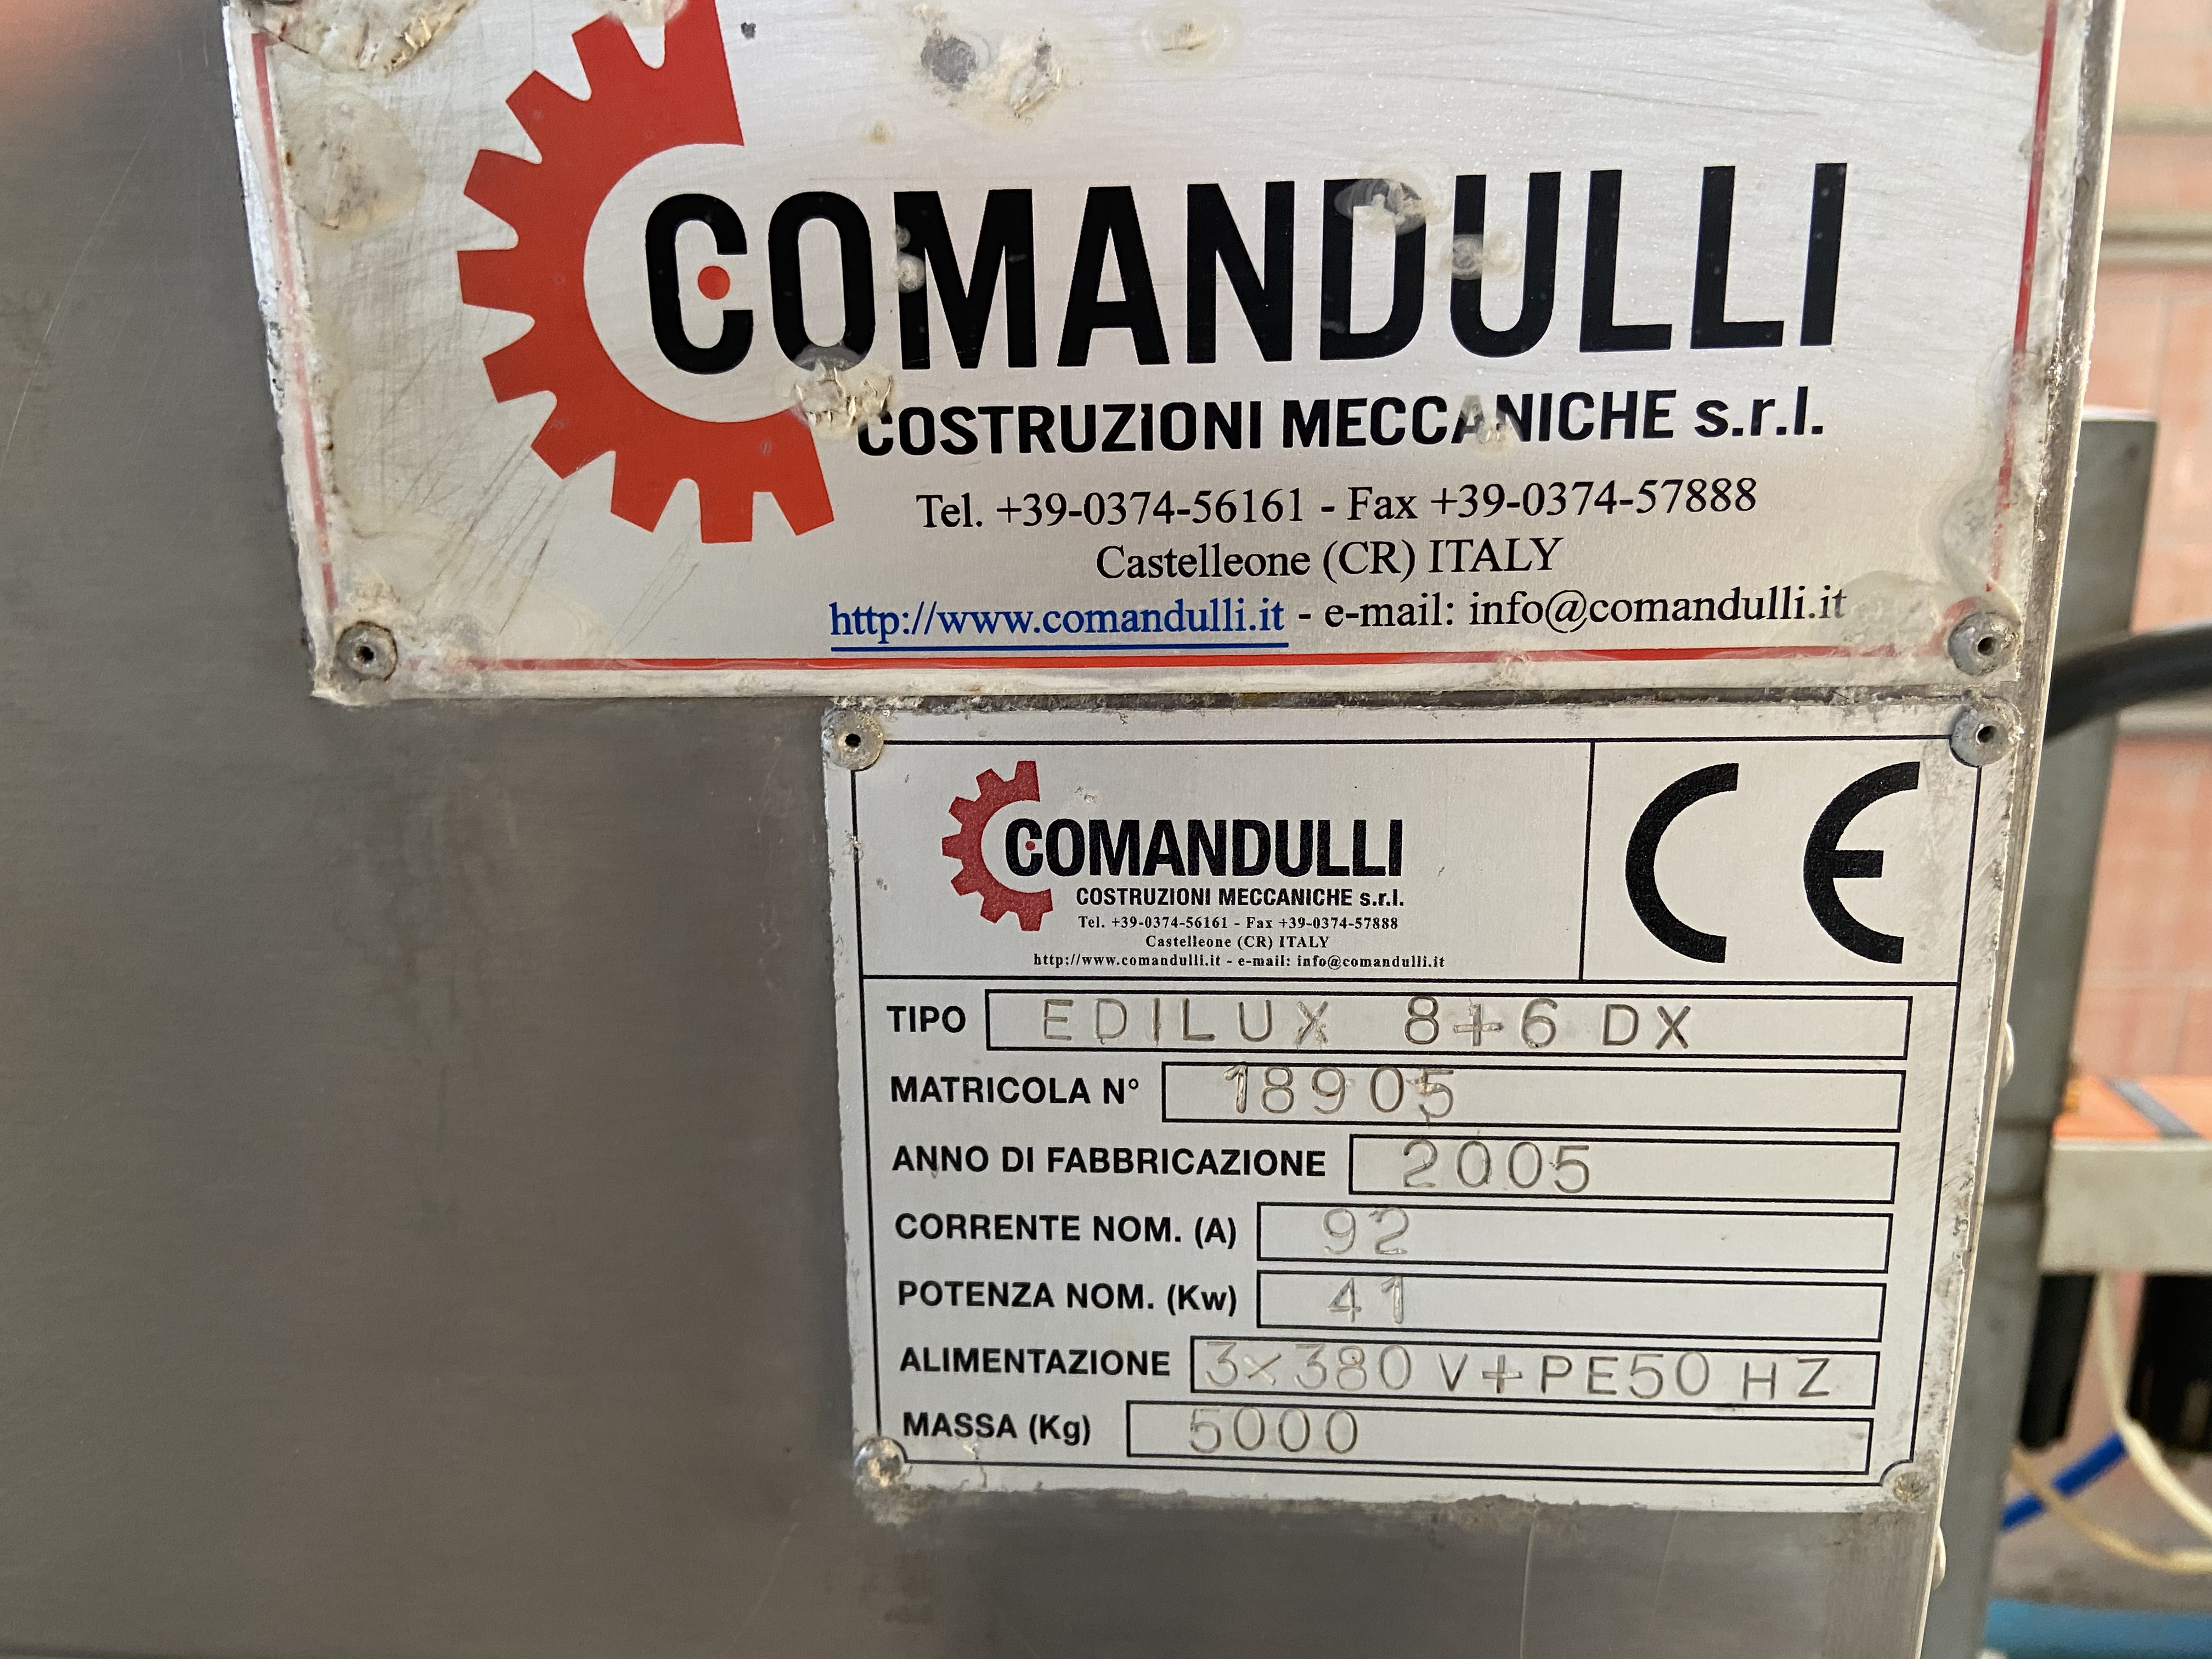 COMANDULLI
COSTRUZIONI MECCANICHE s.r.l.
Tel. +39-0374-56161 - Fax +39-0374-57888
Castelleone (CR) ITALY
http://www.comandulli.it - e-mail: info@comandulli.it
COMANDULLI
COSTRUZIONI MECCANICHE s.r.l.
Tel. +39-0374-56161 - Fax +39-0374-57888
Castelleone (CR) ITALY
http://www.comandulli.it - e-mail: info@comandulli.it
CE
TIPO EDILUX 8+6 DX
MATRICOLA N° 18905
ANNO DI FABBRICAZIONE 2005
CORRENTE NOM. (A) 92
POTENZA NOM. (Kw) 41
ALIMENTAZIONE 3×380 V+PE50 HZ
MASSA (Kg) 5000